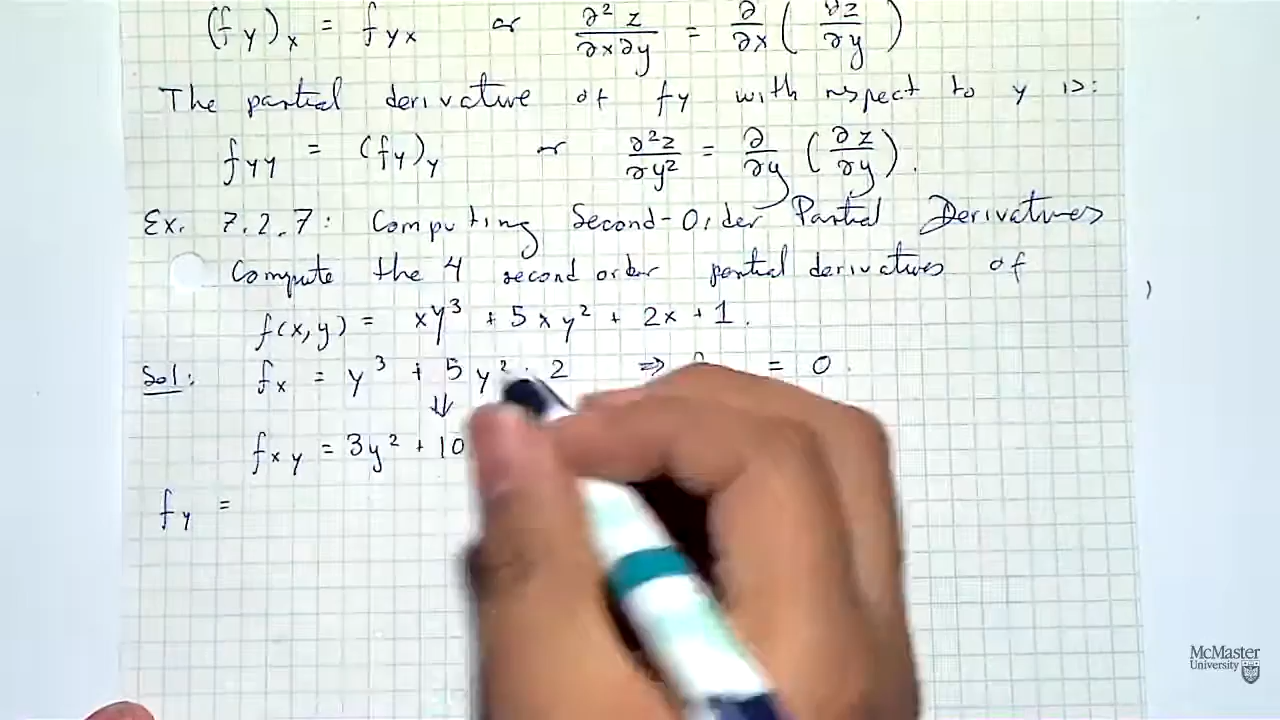 (fy)x = fyx or ∂²z/∂x∂y = ∂/∂x ( ∂z/∂y )
The partial derivative of fy with respect to y is:
fyy = (fy)y or ∂²z/∂y² = ∂/∂y ( ∂z/∂y ).
Ex. 7.2.7: Computing Second-Order Partial Derivatives
Compute the 4 second order partial derivatives of
f(x,y) = xy³ + 5xy² + 2x + 1.
Sol: fx = y³ + 5y² 2 ⇒ = 0.
⇓
fxy = 3y² + 10
fy =
McMaster
University